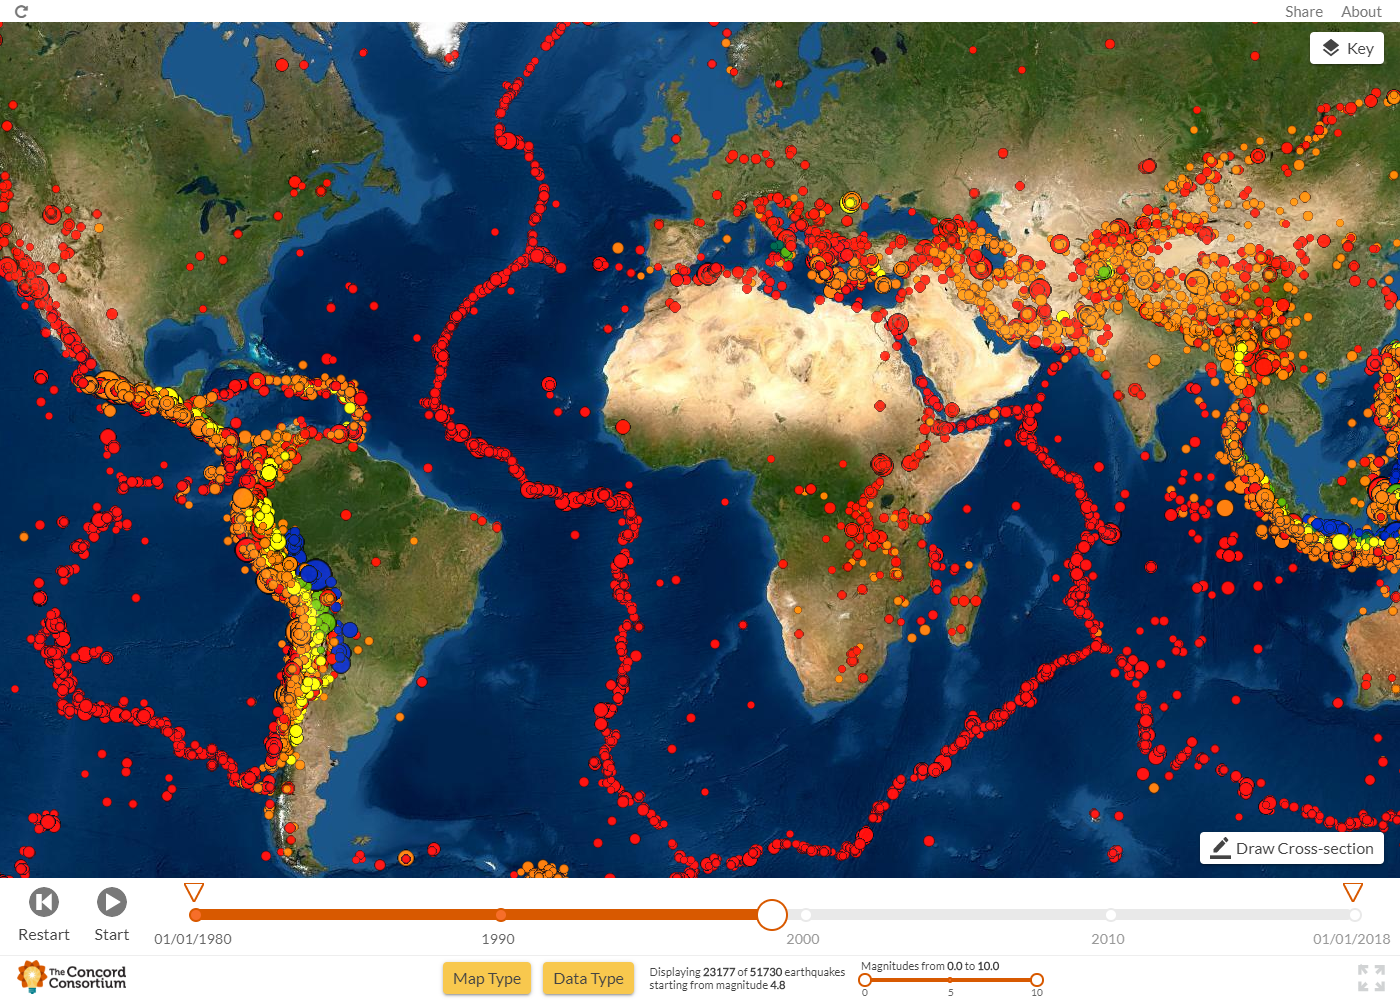 Share About
Key
Draw Cross-section
Restart
Start
01/01/1980
1990
2000
2010
01/01/2018
The Concord
Consortium
Map Type
Data Type
Displaying 23177 of 51730 earthquakes
starting from magnitude 4.8
Magnitudes from 0.0 to 10.0
0 5 10